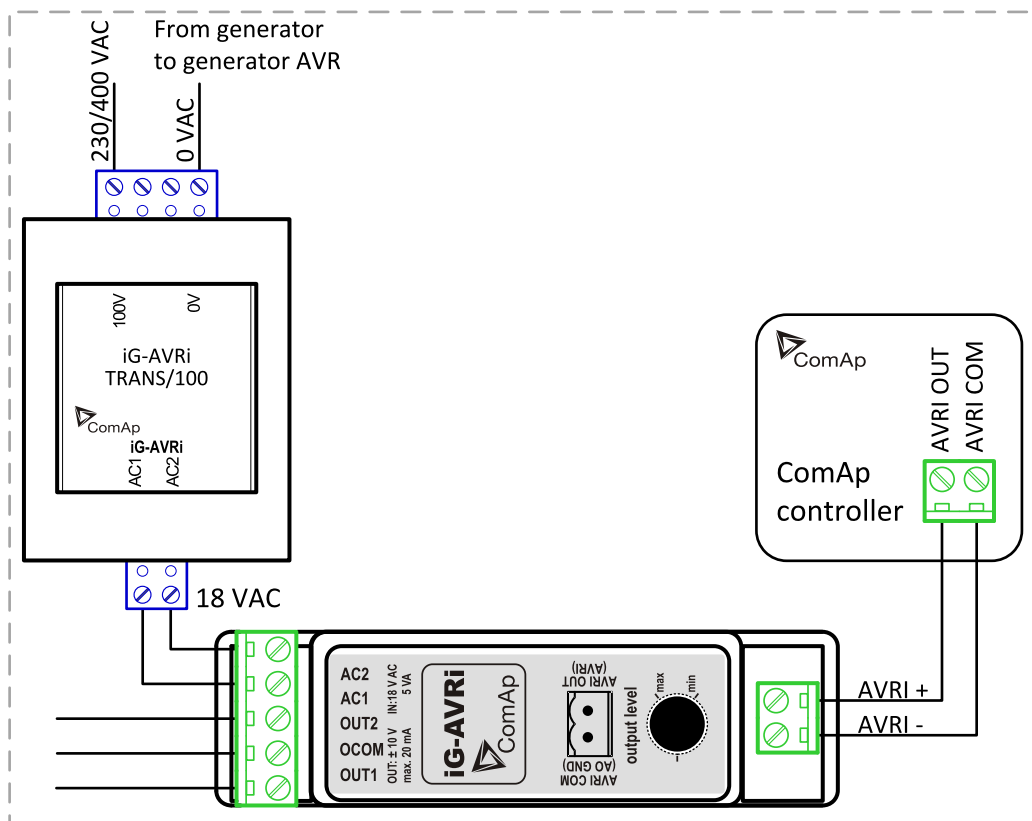 From generator
to generator AVR
230/400 VAC
0 VAC
100V
0V
iG-AVRi
TRANS/100
ComAp
iG-AVRi
AC1
AC2
18 VAC
ComAp
AVRI OUT
AVRI COM
ComAp
controller
AVRI +
AVRI -
AC2
AC1
OUT2
OCOM
OUT1
IN:18 V AC
5 VA
OUT: ± 10 V
max. 20 mA
iG-AVRi
ComAp
AVRI OUT
(AVRI)
AVRI COM
(AO GND)
output level
max
min